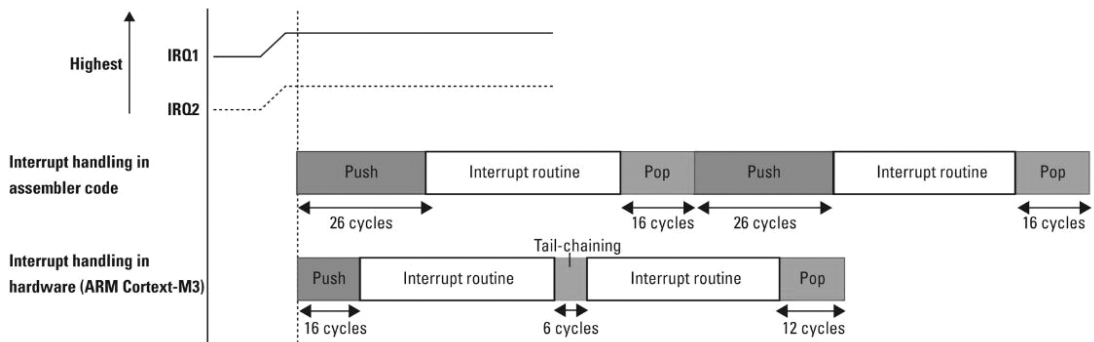 IRQ1
Highest
IRQ2
Interrupt handling in
assembler code
Push
Interrupt routine
Pop
Push
Interrupt routine
Pop
26 cycles
16 cycles
26 cycles
16 cycles
Tail-chaining
Interrupt handling in
hardware (ARM Cortext-M3)
Push
Interrupt routine
Interrupt routine
Pop
16 cycles
6 cycles
12 cycles